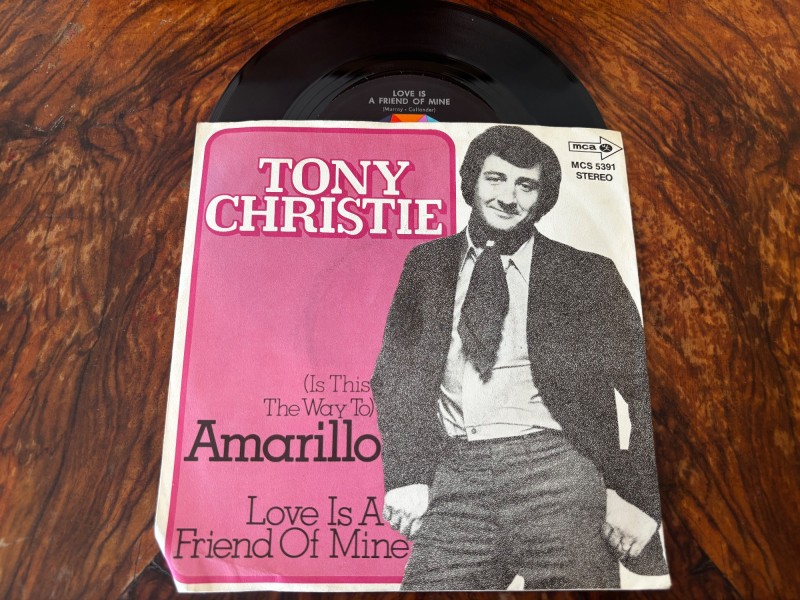 LOVE IS
A FRIEND OF MINE
(Murray - Callander)
mca
MCS 5391
STEREO
TONY
CHRISTIE
(Is This
The Way To)
Amarillo
Love Is A
Friend Of Mine